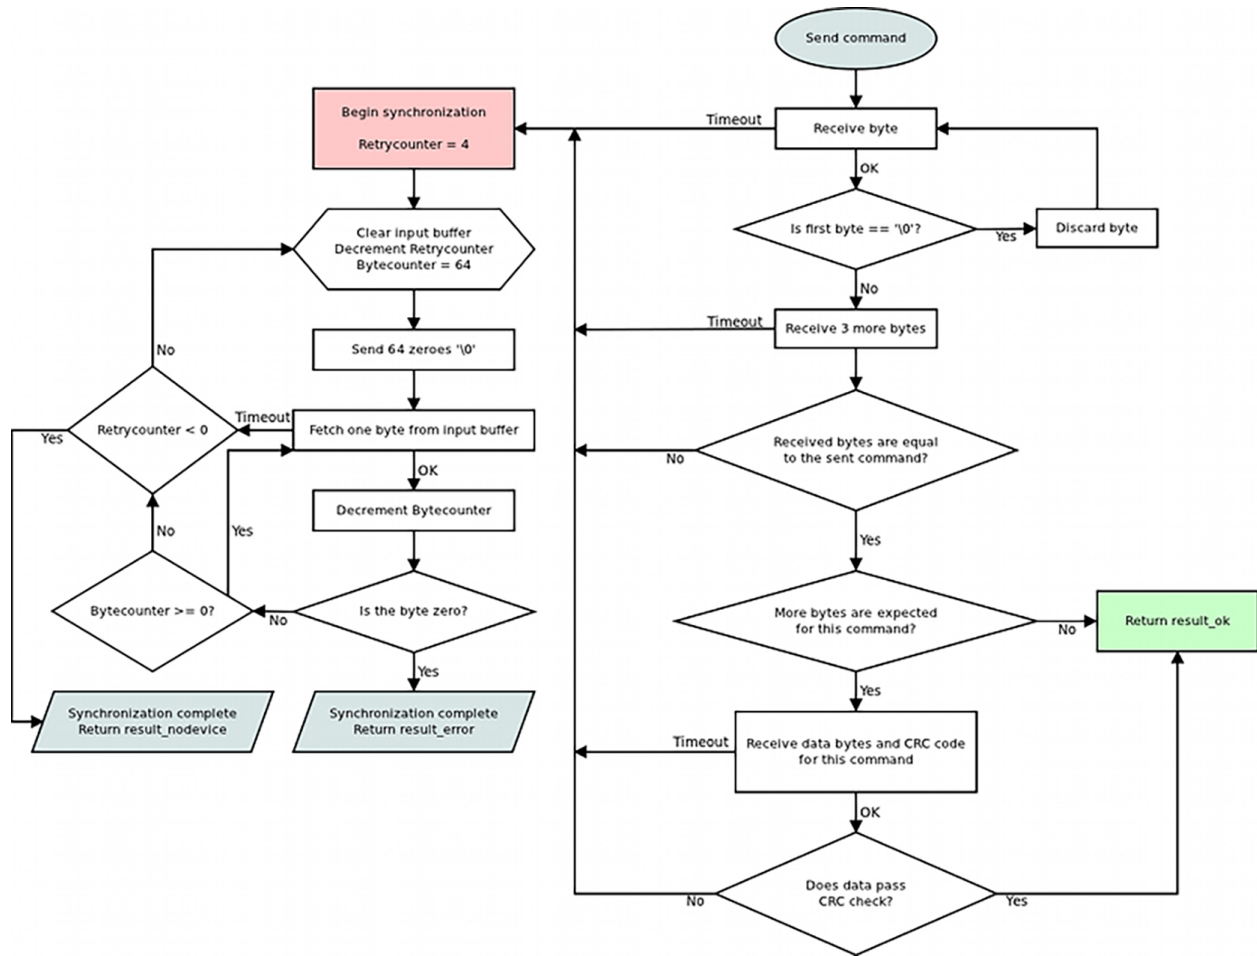 Send command
Begin synchronization
Retrycounter = 4
Timeout
Receive byte
OK
Is first byte == '\0'?
Yes
Discard byte
No
Clear input buffer
Decrement Retrycounter
Bytecounter = 64
Timeout
Receive 3 more bytes
Send 64 zeroes '\0'
No
Retrycounter < 0
Yes
Timeout
Fetch one byte from input buffer
OK
Received bytes are equal
to the sent command?
No
Yes
Decrement Bytecounter
No
Yes
Bytecounter >= 0?
Is the byte zero?
No
Yes
More bytes are expected
for this command?
No
Return result_ok
Yes
Synchronization complete
Return result_nodevice
Synchronization complete
Return result_error
Timeout
Receive data bytes and CRC code
for this command
OK
Does data pass
CRC check?
No
Yes